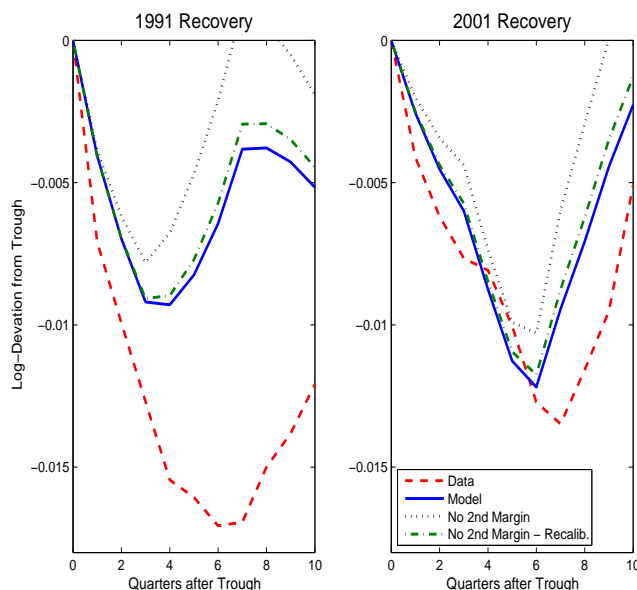 1991 Recovery
0
−0.005
−0.01
−0.015
0 2 4 6 8 10
Quarters after Trough
Log−Devation from Trough
2001 Recovery
0
−0.005
−0.01
−0.015
0 2 4 6 8 10
Quarters after Trough
Data
Model
No 2nd Margin
No 2nd Margin − Recalib.